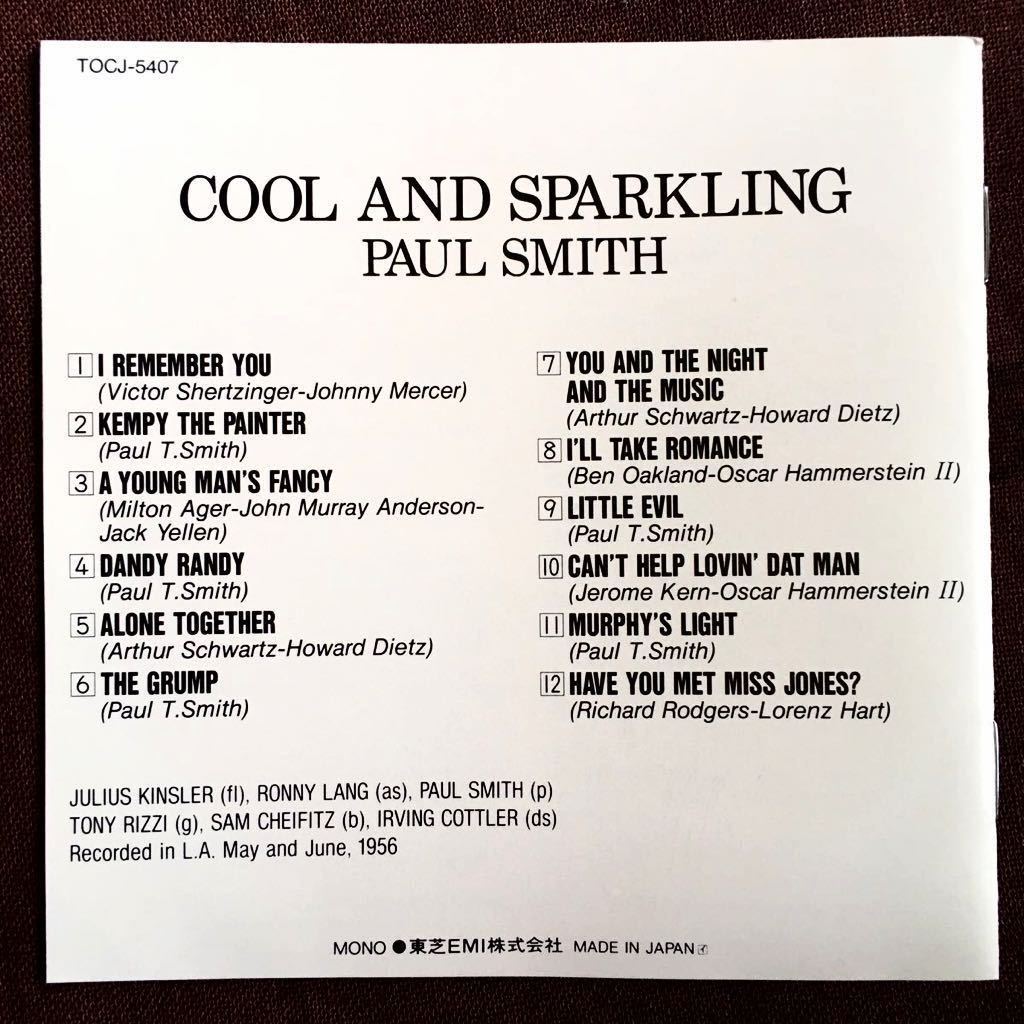 TOCJ-5407
COOL AND SPARKLING
PAUL SMITH
1 I REMEMBER YOU
(Victor Shertzinger-Johnny Mercer)
2 KEMPY THE PAINTER
(Paul T.Smith)
3 A YOUNG MAN'S FANCY
(Milton Ager-John Murray Anderson-
Jack Yellen)
4 DANDY RANDY
(Paul T.Smith)
5 ALONE TOGETHER
(Arthur Schwartz-Howard Dietz)
6 THE GRUMP
(Paul T.Smith)
7 YOU AND THE NIGHT
AND THE MUSIC
(Arthur Schwartz-Howard Dietz)
8 I'LL TAKE ROMANCE
(Ben Oakland-Oscar Hammerstein II)
9 LITTLE EVIL
(Paul T.Smith)
10 CAN'T HELP LOVIN' DAT MAN
(Jerome Kern-Oscar Hammerstein II)
11 MURPHY'S LIGHT
(Paul T.Smith)
12 HAVE YOU MET MISS JONES?
(Richard Rodgers-Lorenz Hart)
JULIUS KINSLER (fl), RONNY LANG (as), PAUL SMITH (p)
TONY RIZZI (g), SAM CHEIFITZ (b), IRVING COTTLER (ds)
Recorded in L.A. May and June, 1956
MONO ●東芝EMI株式会社 MADE IN JAPAN イ